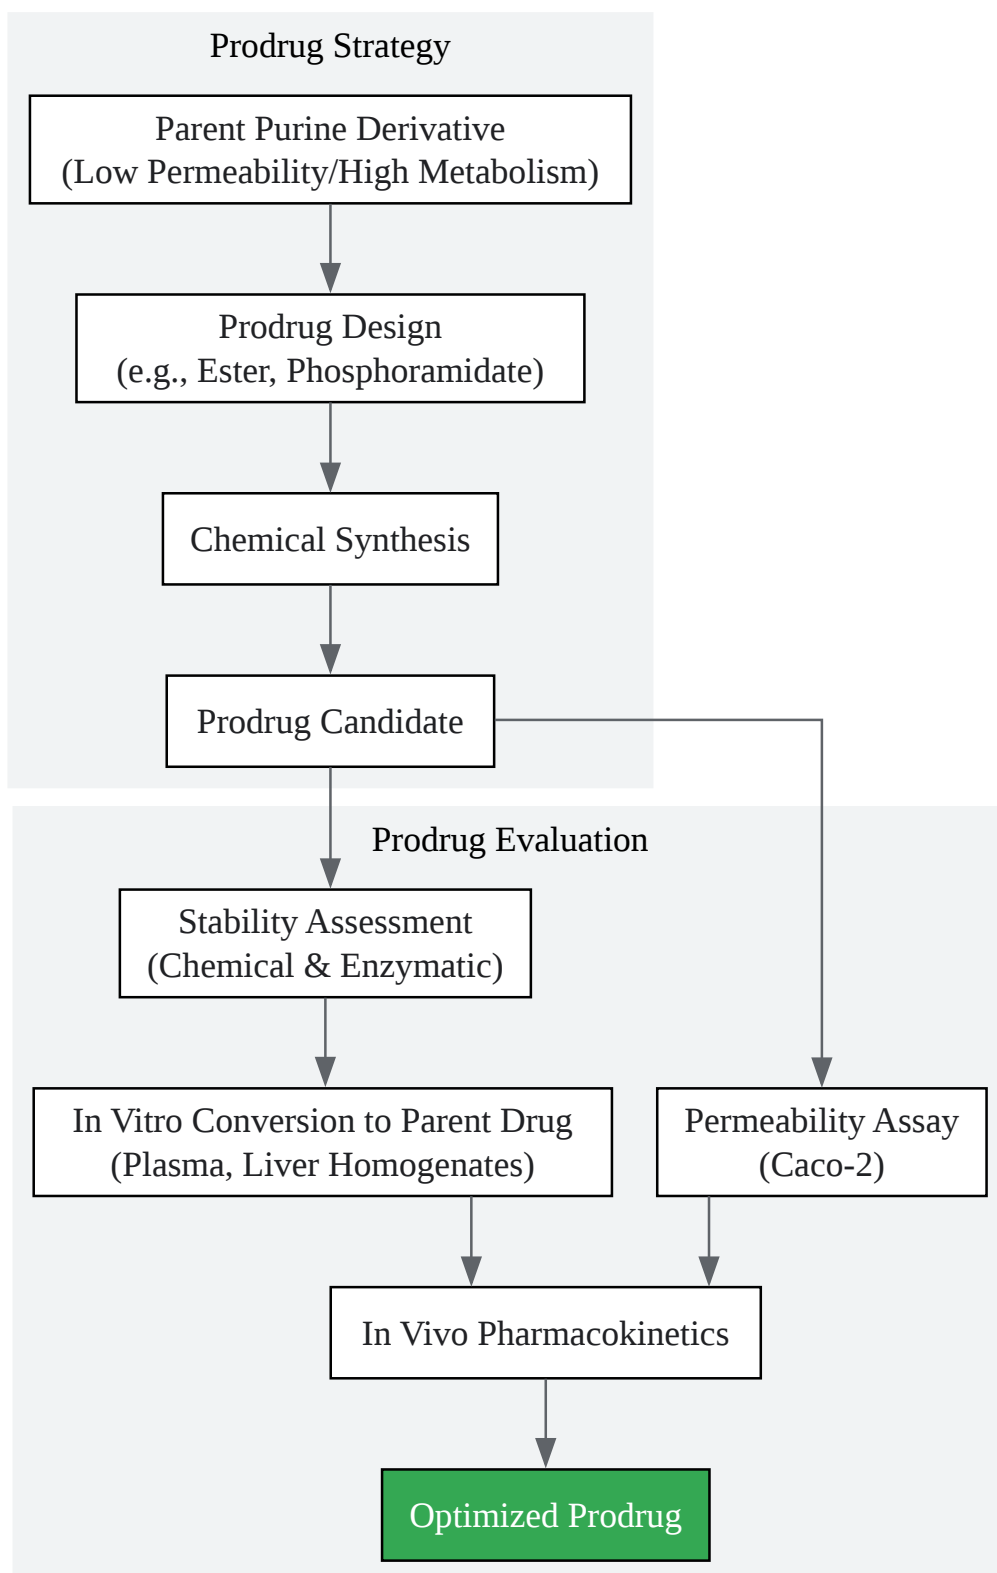 Prodrug Strategy
Parent Purine Derivative
(Low Permeability/High Metabolism)
Prodrug Design
(e.g., Ester, Phosphoramidate)
Chemical Synthesis
Prodrug Candidate
Prodrug Evaluation
Stability Assessment
(Chemical & Enzymatic)
In Vitro Conversion to Parent Drug
(Plasma, Liver Homogenates)
Permeability Assay
(Caco-2)
In Vivo Pharmacokinetics
Optimized Prodrug